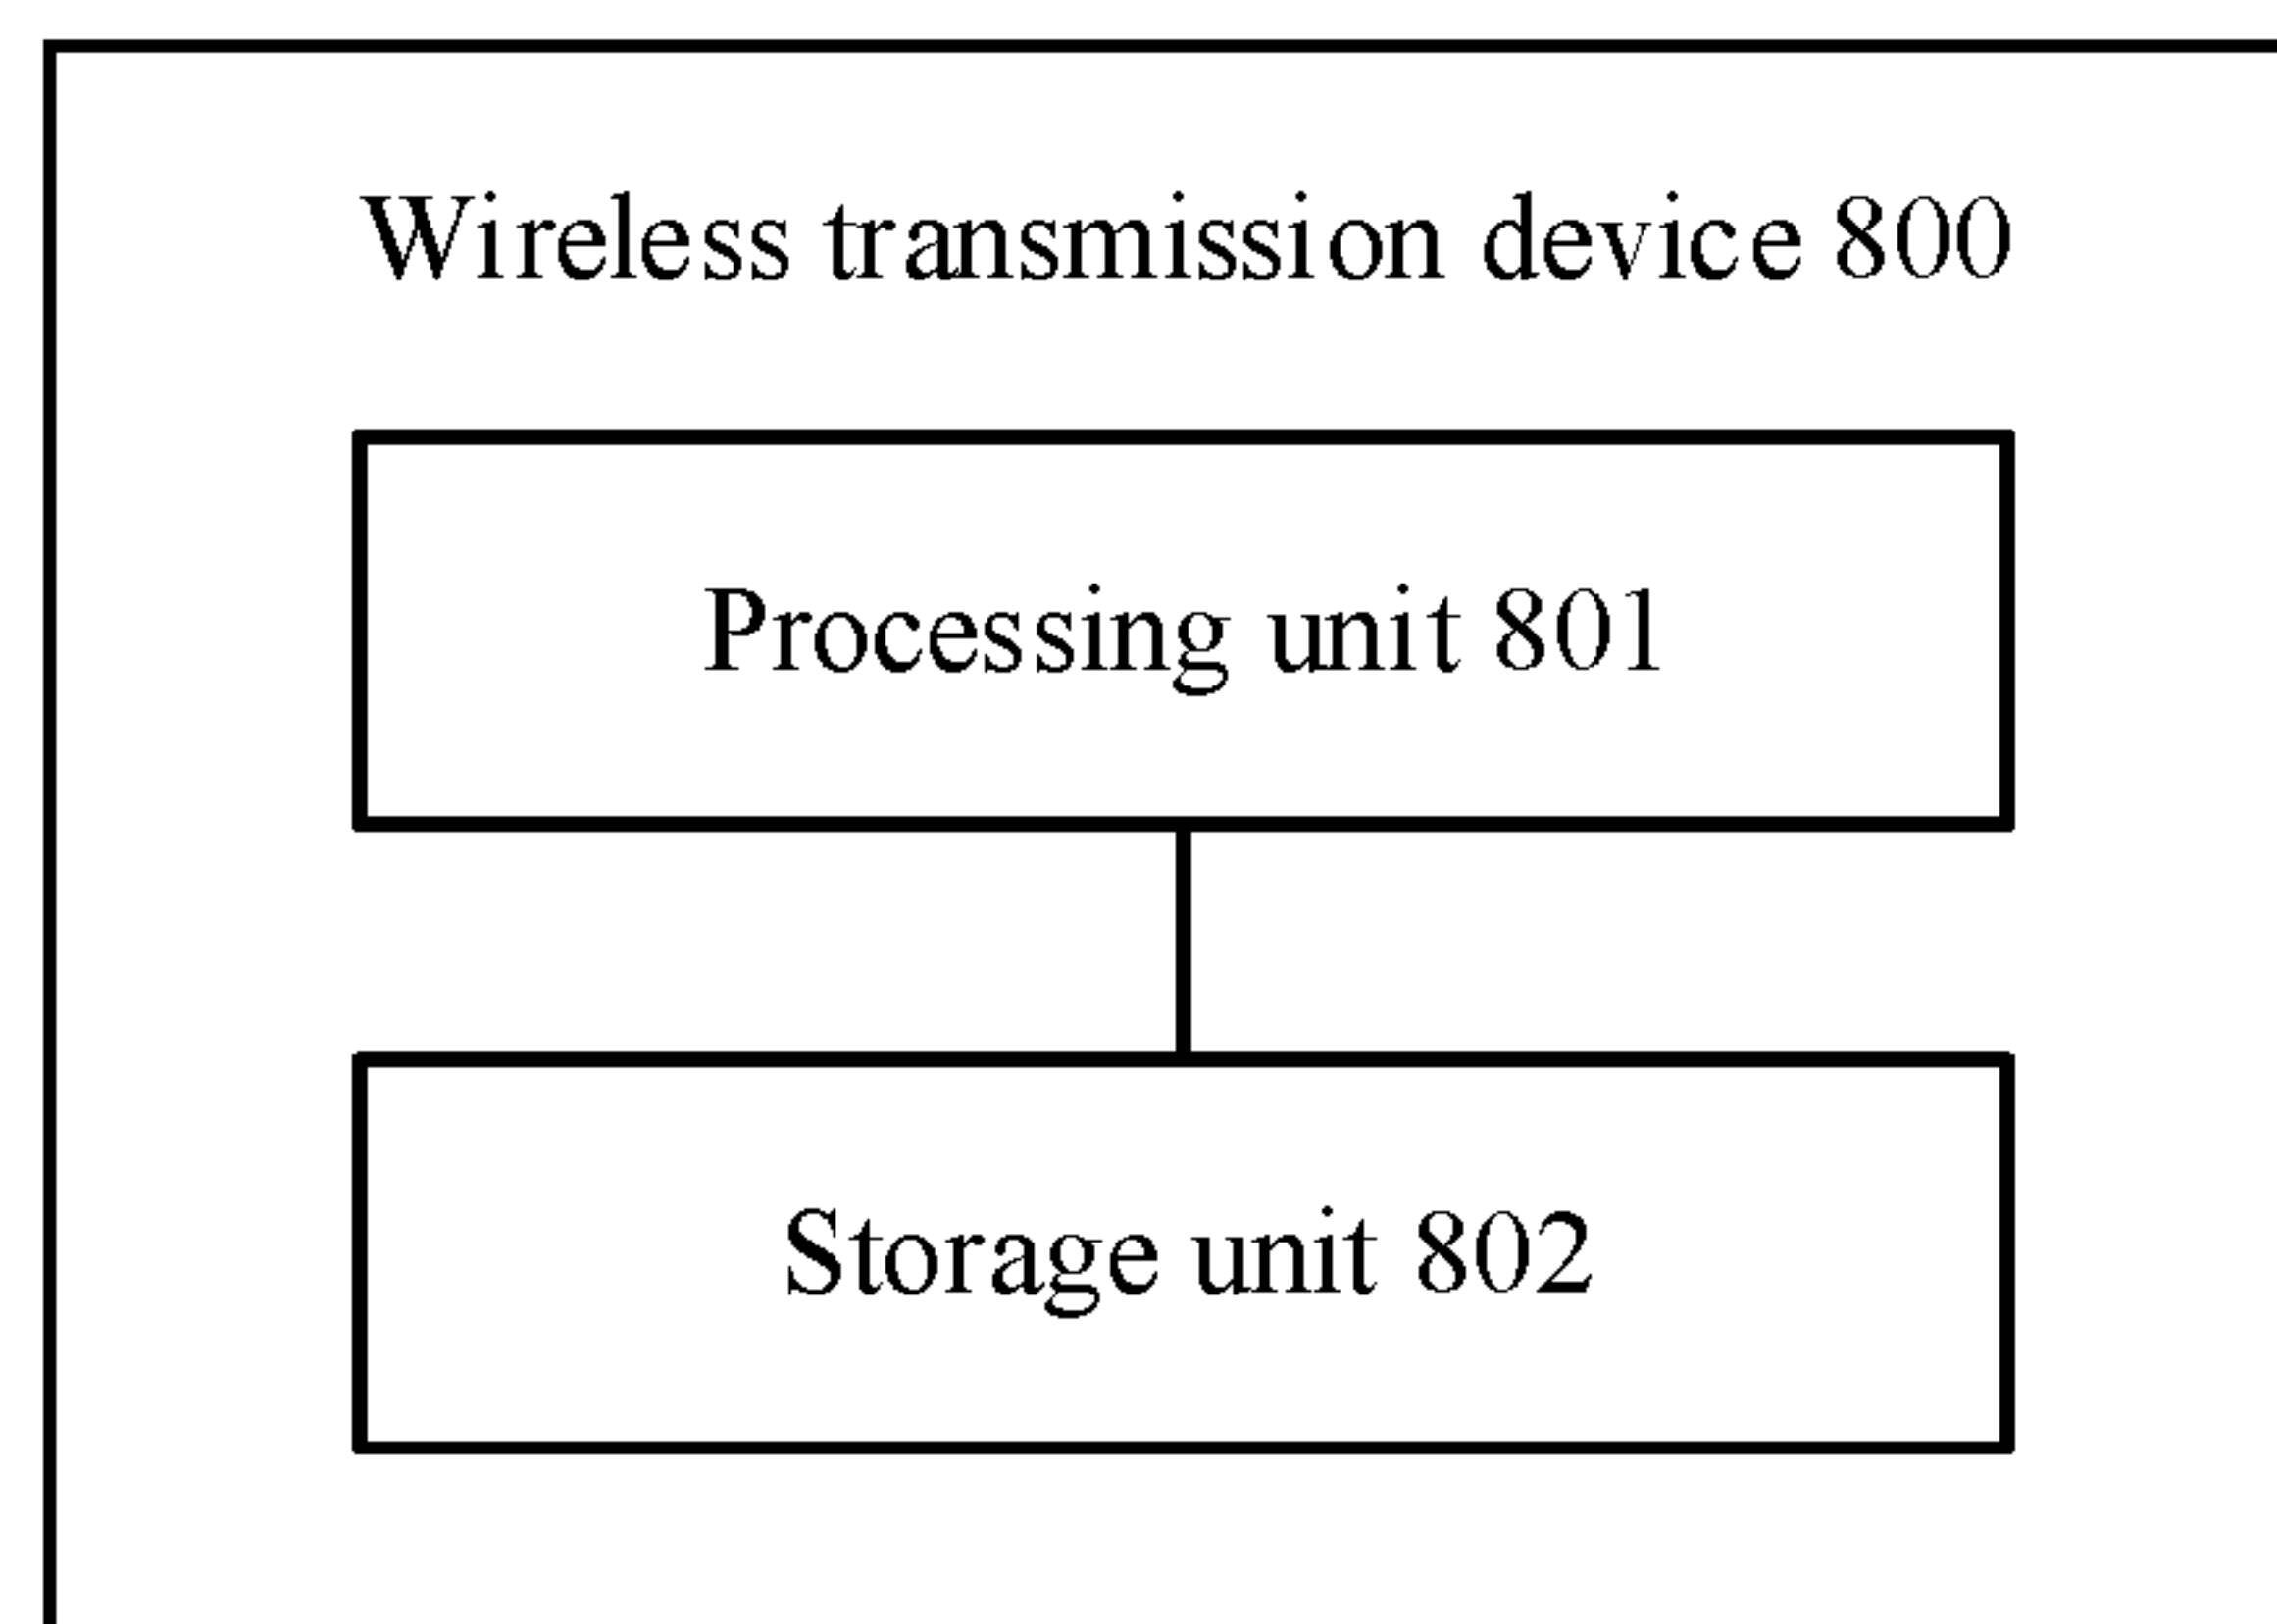 Wireless transmission device 800
Processing unit 801
Storage unit 802